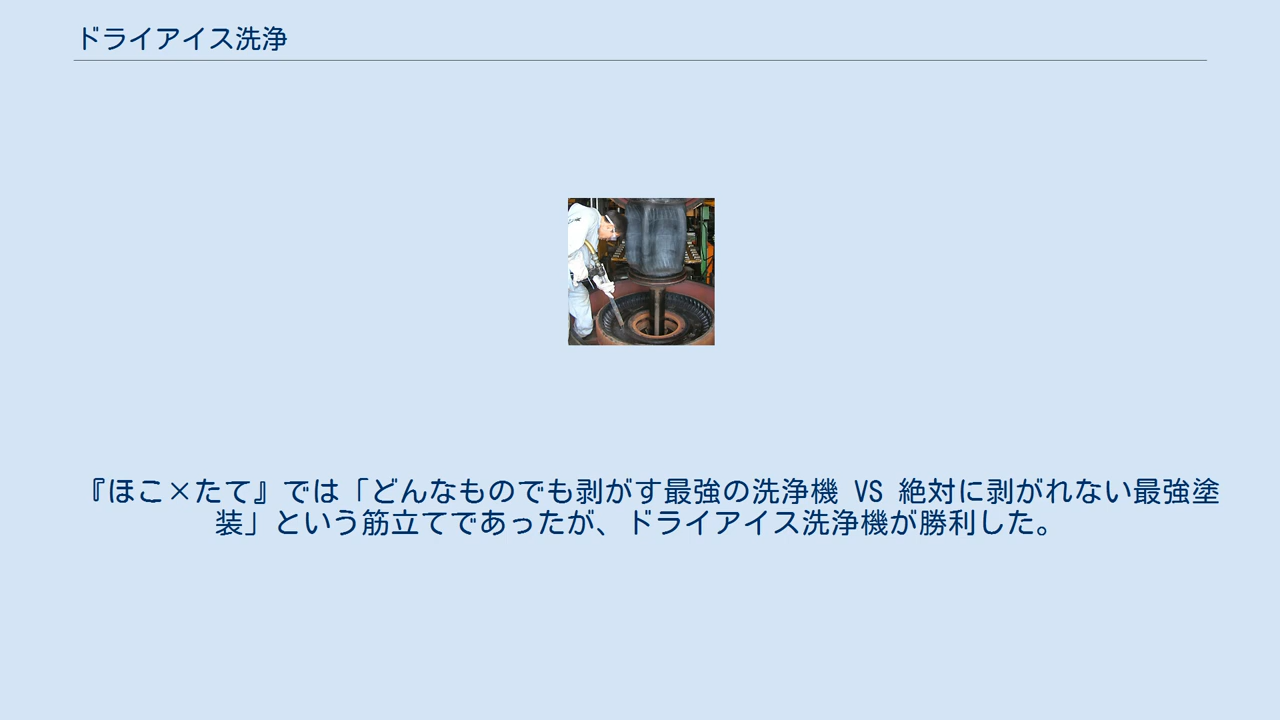 ドライアイス洗浄
『ほこ×たて』では「どんなものでも剥がす最強の洗浄機 VS 絶対に剥がれない最強塗
装」という筋立てであったが、ドライアイス洗浄機が勝利した。